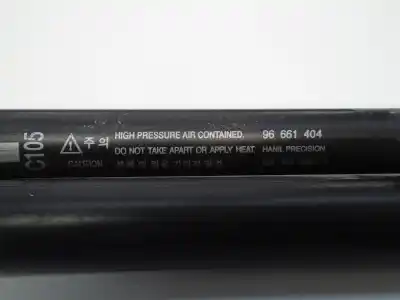 C105
주의 HIGH PRESSURE AIR CONTAINED. 96 661 404
DO NOT TAKE APART OR APPLY HEAT. HANIL PRECISION
CAUTION